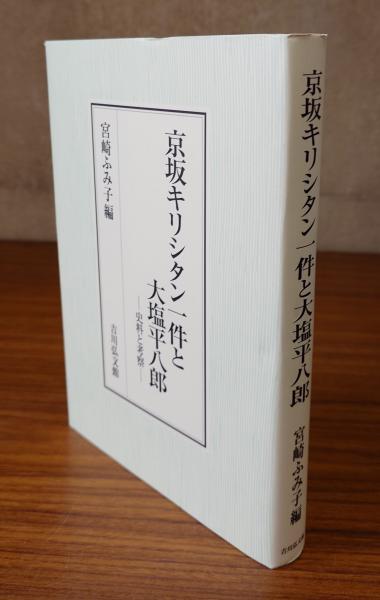 京坂キリシタン一件と
大塩平八郎
―史料と考察―
宮崎ふみ子編
吉川弘文館
京坂キリシタン一件と大塩平八郎
宮崎ふみ子編
吉川弘文館